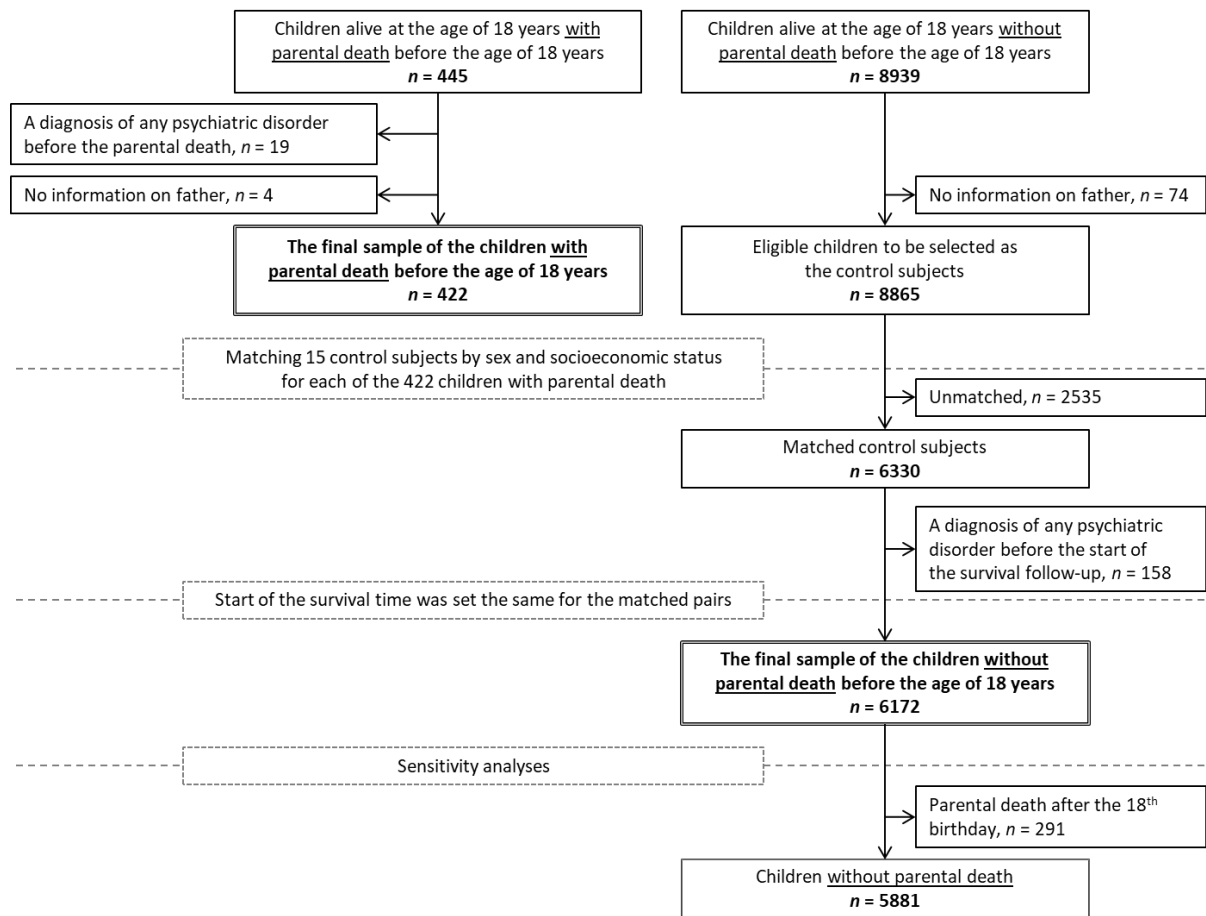 Children alive at the age of 18 years with
parental death before the age of 18 years
n = 445
Children alive at the age of 18 years without
parental death before the age of 18 years
n = 8939
A diagnosis of any psychiatric disorder
before the parental death, n = 19
No information on father, n = 4
No information on father, n = 74
The final sample of the children with
parental death before the age of 18 years
n = 422
Eligible children to be selected as
the control subjects
n = 8865
Matching 15 control subjects by sex and socioeconomic status
for each of the 422 children with parental death
Unmatched, n = 2535
Matched control subjects
n = 6330
A diagnosis of any psychiatric
disorder before the start of
the survival follow-up, n = 158
Start of the survival time was set the same for the matched pairs
The final sample of the children without
parental death before the age of 18 years
n = 6172
Sensitivity analyses
Parental death after the 18th
birthday, n = 291
Children without parental death
n = 5881